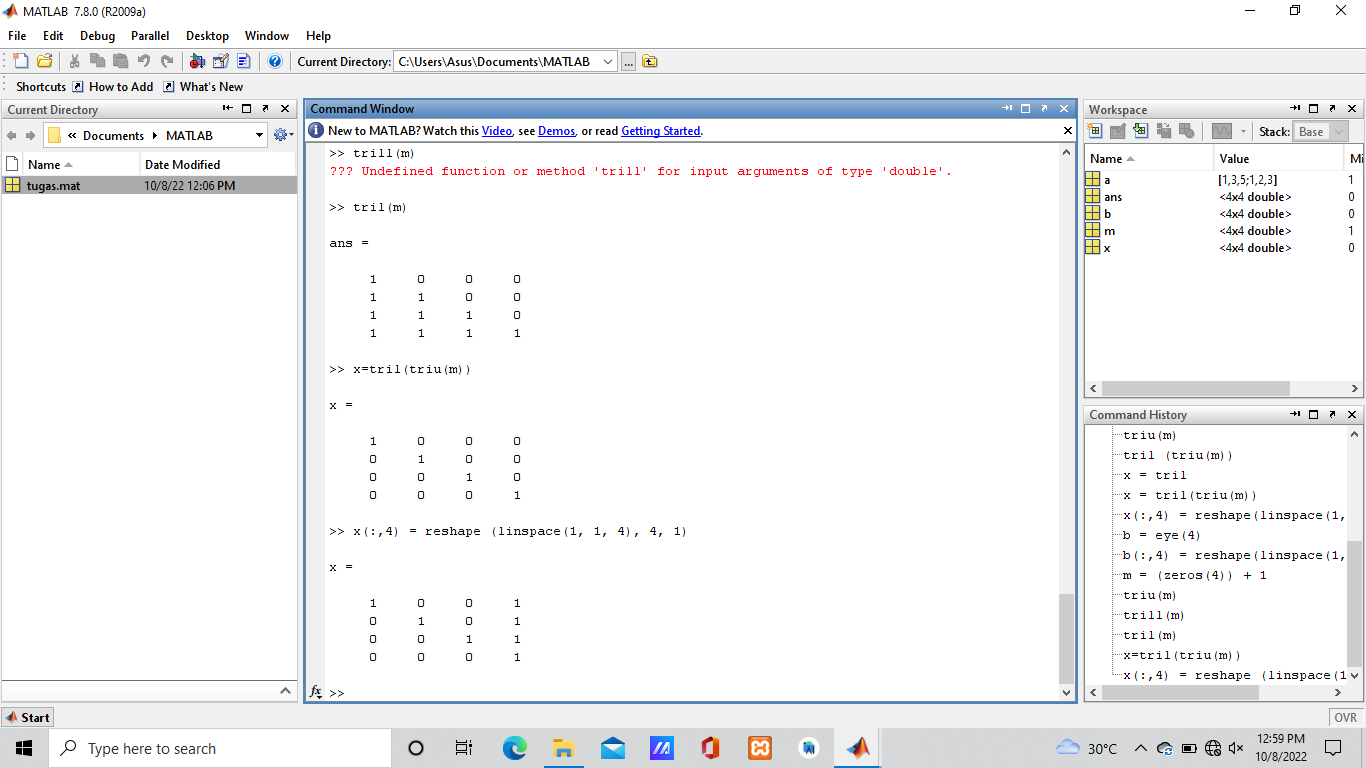 MATLAB 7.8.0 (R2009a)
File Edit Debug Parallel Desktop Window Help
Current Directory: C:\Users\Asus\Documents\MATLAB ...
Shortcuts How to Add What's New
Current Directory
« Documents MATLAB
Name Date Modified
tugas.mat 10/8/22 12:06 PM
Command Window
New to MATLAB? Watch this Video, see Demos, or read Getting Started.
>> trill(m)
??? Undefined function or method 'trill' for input arguments of type 'double'.
>> tril(m)
ans =
1 0 0 0
1 1 0 0
1 1 1 0
1 1 1 1
>> x=tril(triu(m))
x =
1 0 0 0
0 1 0 0
0 0 1 0
0 0 0 1
>> x(:,4) = reshape (linspace(1, 1, 4), 4, 1)
x =
1 0 0 1
0 1 0 1
0 0 1 1
0 0 0 1
fx >>
Workspace
Stack: Base
Name Value Mi
a [1,3,5;1,2,3] 1
ans <4x4 double> 0
b <4x4 double> 0
m <4x4 double> 1
x <4x4 double> 0
Command History
triu(m)
tril (triu(m))
x = tril
x = tril(triu(m))
x(:,4) = reshape(linspace(1,
b = eye(4)
b(:,4) = reshape(linspace(1,
m = (zeros(4)) + 1
triu(m)
trill(m)
tril(m)
x=tril(triu(m))
x(:,4) = reshape (linspace(1
Start
OVR
Type here to search
30°C
12:59 PM
10/8/2022